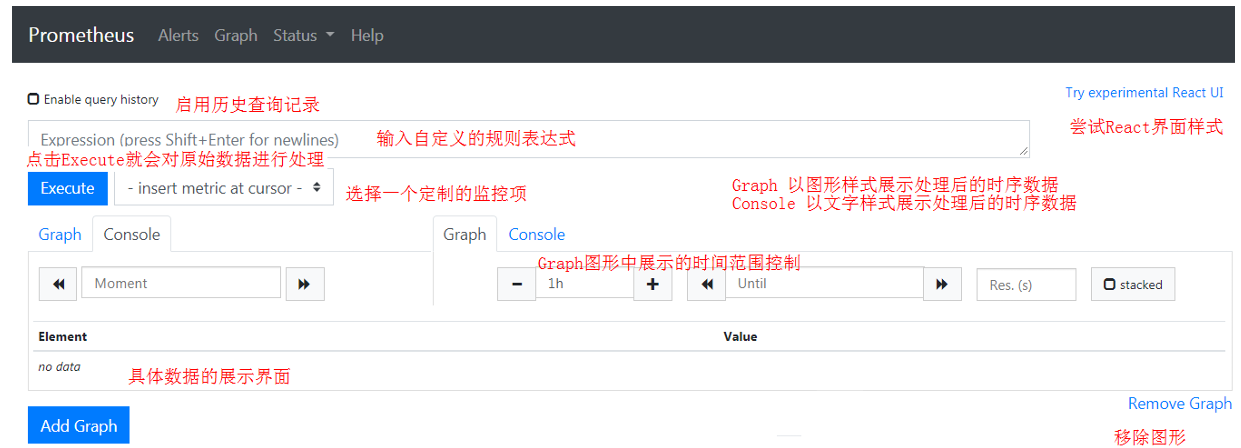 Prometheus Alerts Graph Status Help
Enable query history 启用历史查询记录
Try experimental React UI
尝试React界面样式
Expression (press Shift+Enter for newlines) 输入自定义的规则表达式
点击Execute就会对原始数据进行处理
Execute - insert metric at cursor - 选择一个定制的监控项
Graph 以图形样式展示处理后的时序数据
Console 以文字样式展示处理后的时序数据
Graph Console Graph Console
Graph图形中展示的时间范围控制
Moment 1h Until Res. (s) stacked
Element Value
no data
具体数据的展示界面
Remove Graph
Add Graph
移除图形